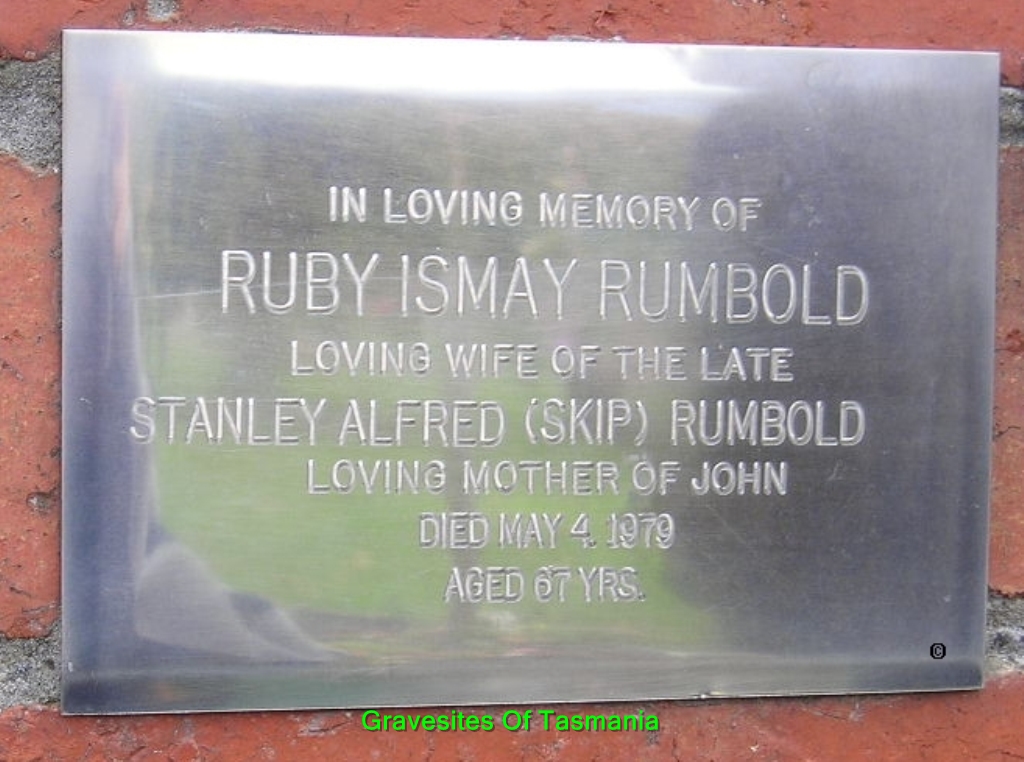 IN LOVING MEMORY OF
RUBY ISMAY RUMBOLD
LOVING WIFE OF THE LATE
STANLEY ALFRED (SKIP) RUMBOLD
LOVING MOTHER OF JOHN
DIED MAY 4. 1979
AGED 67 YRS.
©
Gravesites Of Tasmania